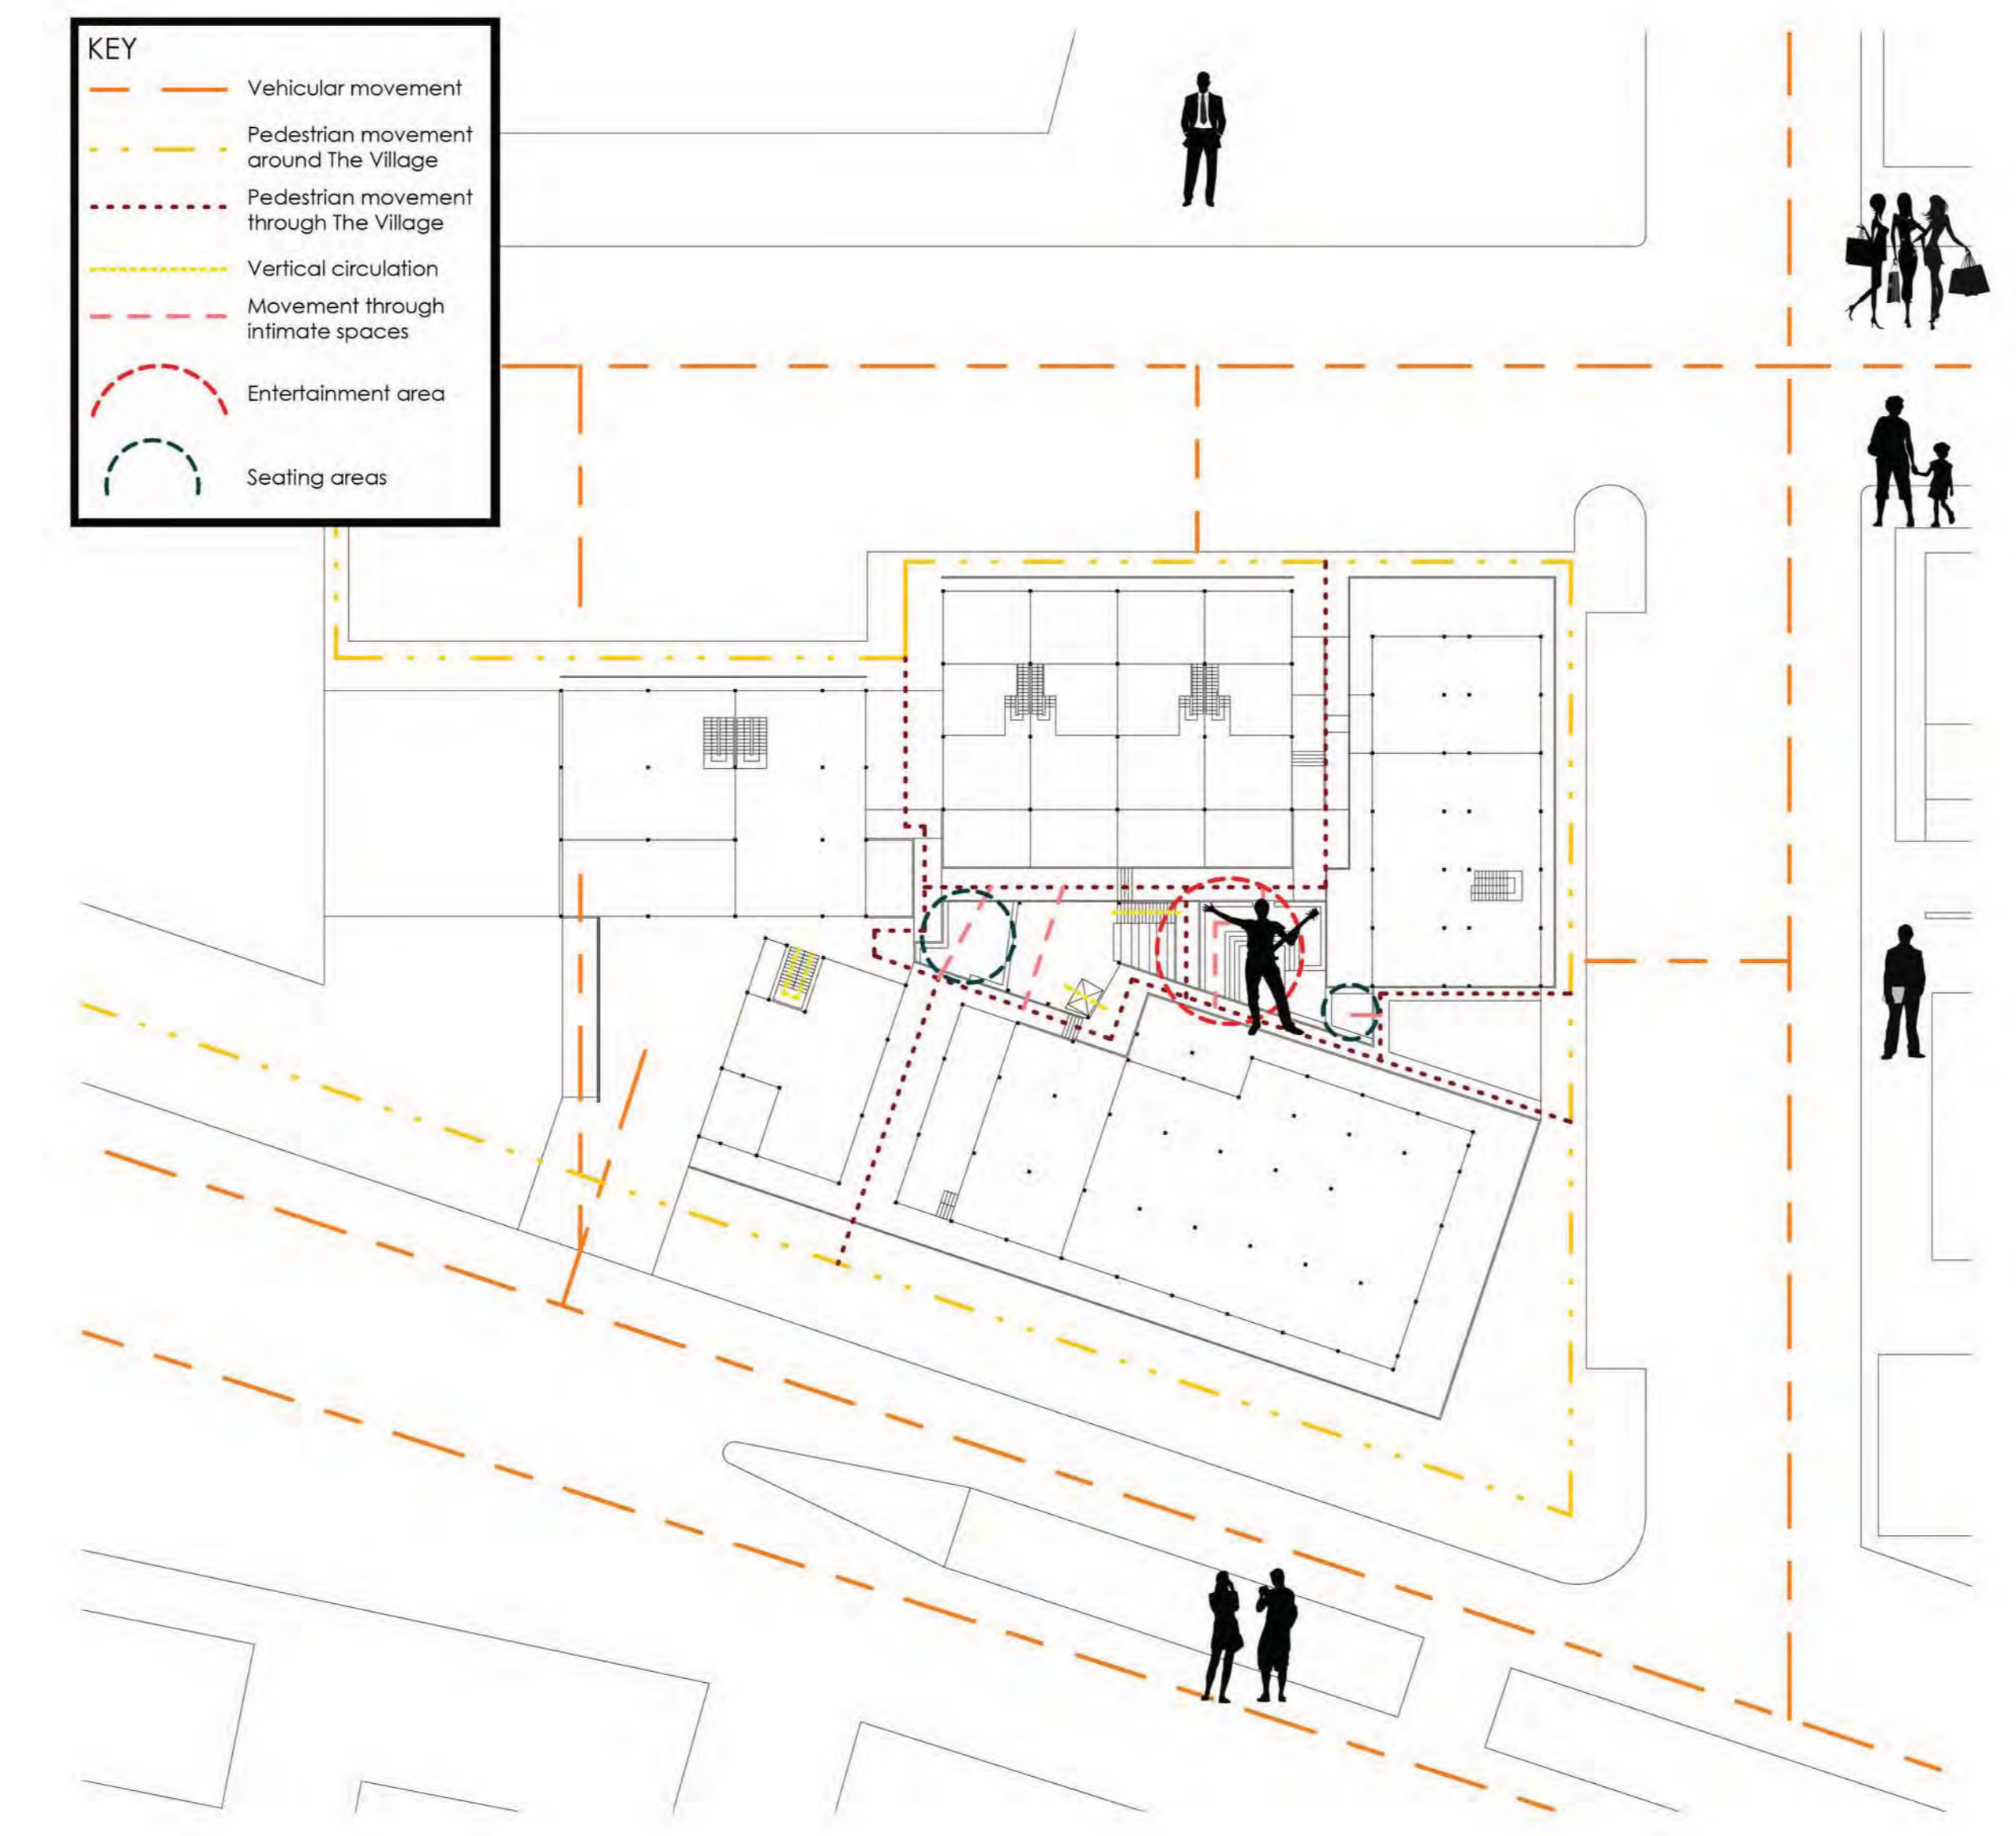 KEY
Vehicular movement
Pedestrian movement
around The Village
Pedestrian movement
through The Village
Vertical circulation
Movement through
intimate spaces
Entertainment area
Seating areas